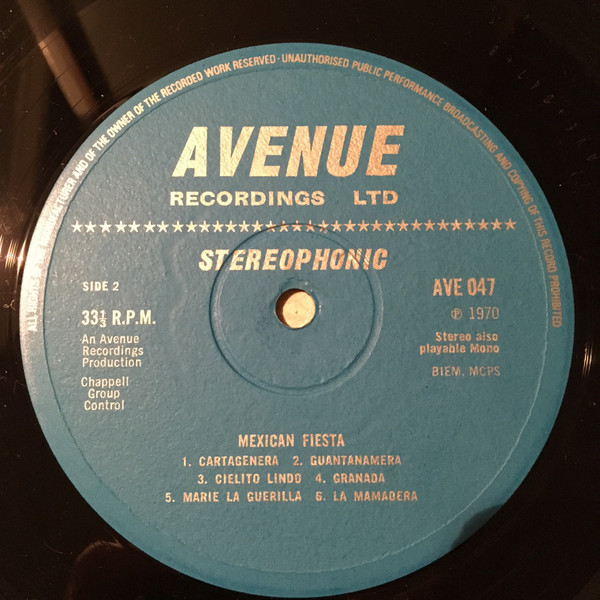 ALL RIGHTS OF THE MANUFACTURER AND OF THE OWNER OF THE RECORDED WORK RESERVED · UNAUTHORISED PUBLIC PERFORMANCE BROADCASTING AND COPYING OF THIS RECORD PROHIBITED
AVENUE
RECORDINGS LTD
STEREOPHONIC
SIDE 2
AVE 047
33⅓ R.P.M.
℗ 1970
An Avenue
Recordings
Production
Stereo also
playable Mono
Chappell
Group
Control
BIEM. MCPS
MEXICAN FIESTA
1. CARTAGENERA 2. GUANTANAMERA
3. CIELITO LINDO 4. GRANADA
5. MARIE LA GUERILLA 6. LA MAMADERA